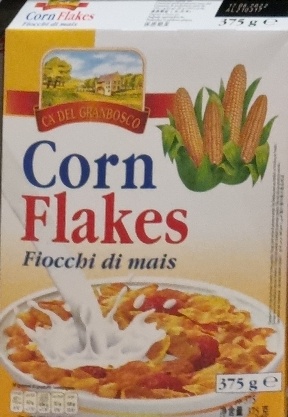 Corn Flakes
Fiocchi di mais
375 g e
CA' DEL GRANBOSCO
Corn
Flakes
Fiocchi di mais
375 g e